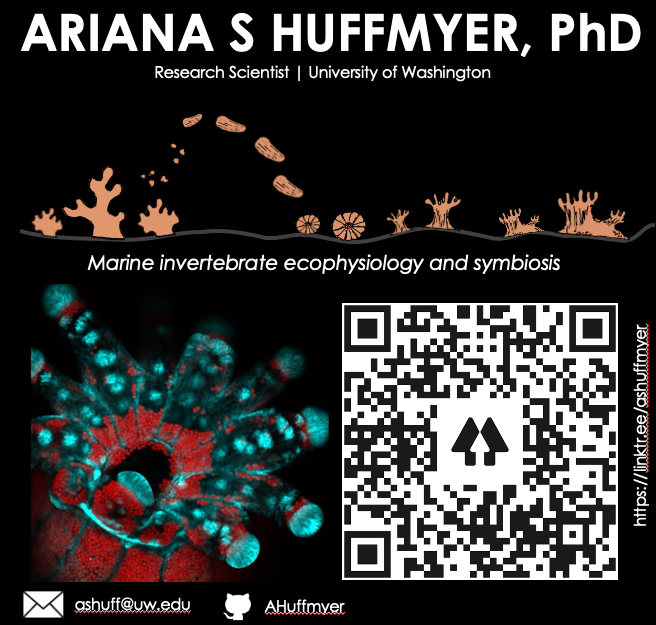 ARIANA S HUFFMYER, PhD
Research Scientist | University of Washington
Marine invertebrate ecophysiology and symbiosis
https://linktr.ee/ashuffmyer
ashuff@uw.edu
AHuffmyer